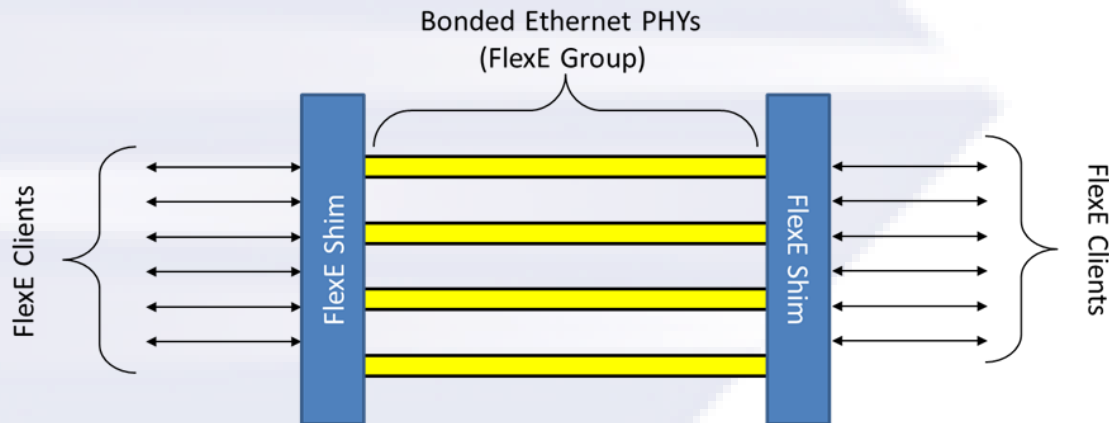 Bonded Ethernet PHYs
(FlexE Group)
FlexE Clients
FlexE Shim
FlexE Shim
FlexE Clients